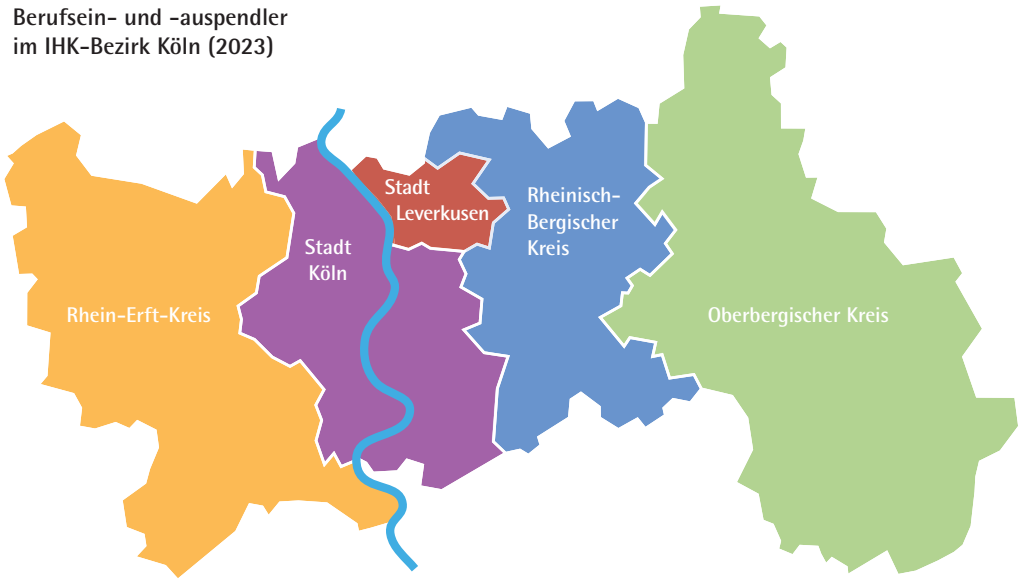 Berufsein- und -auspendler
im IHK-Bezirk Köln (2023)
Stadt
Leverkusen
Rheinisch-
Bergischer
Kreis
Stadt
Köln
Rhein-Erft-Kreis
Oberbergischer Kreis